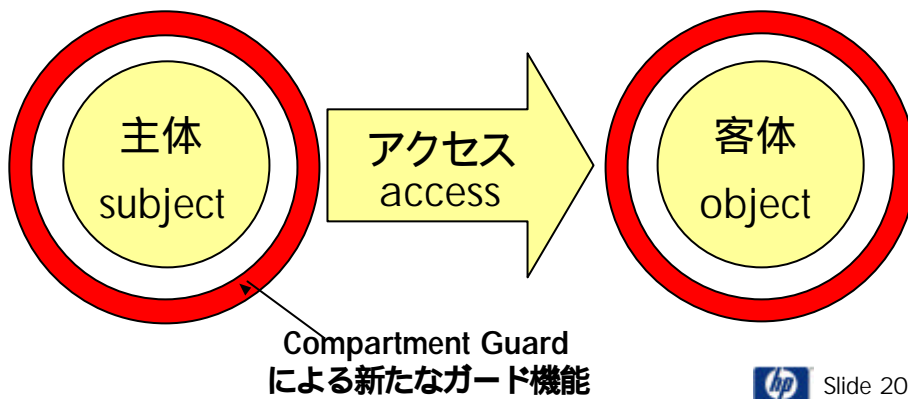 主体
subject
アクセス
access
客体
object
Compartment Guard
による新たなガード機能
hp
Slide 20